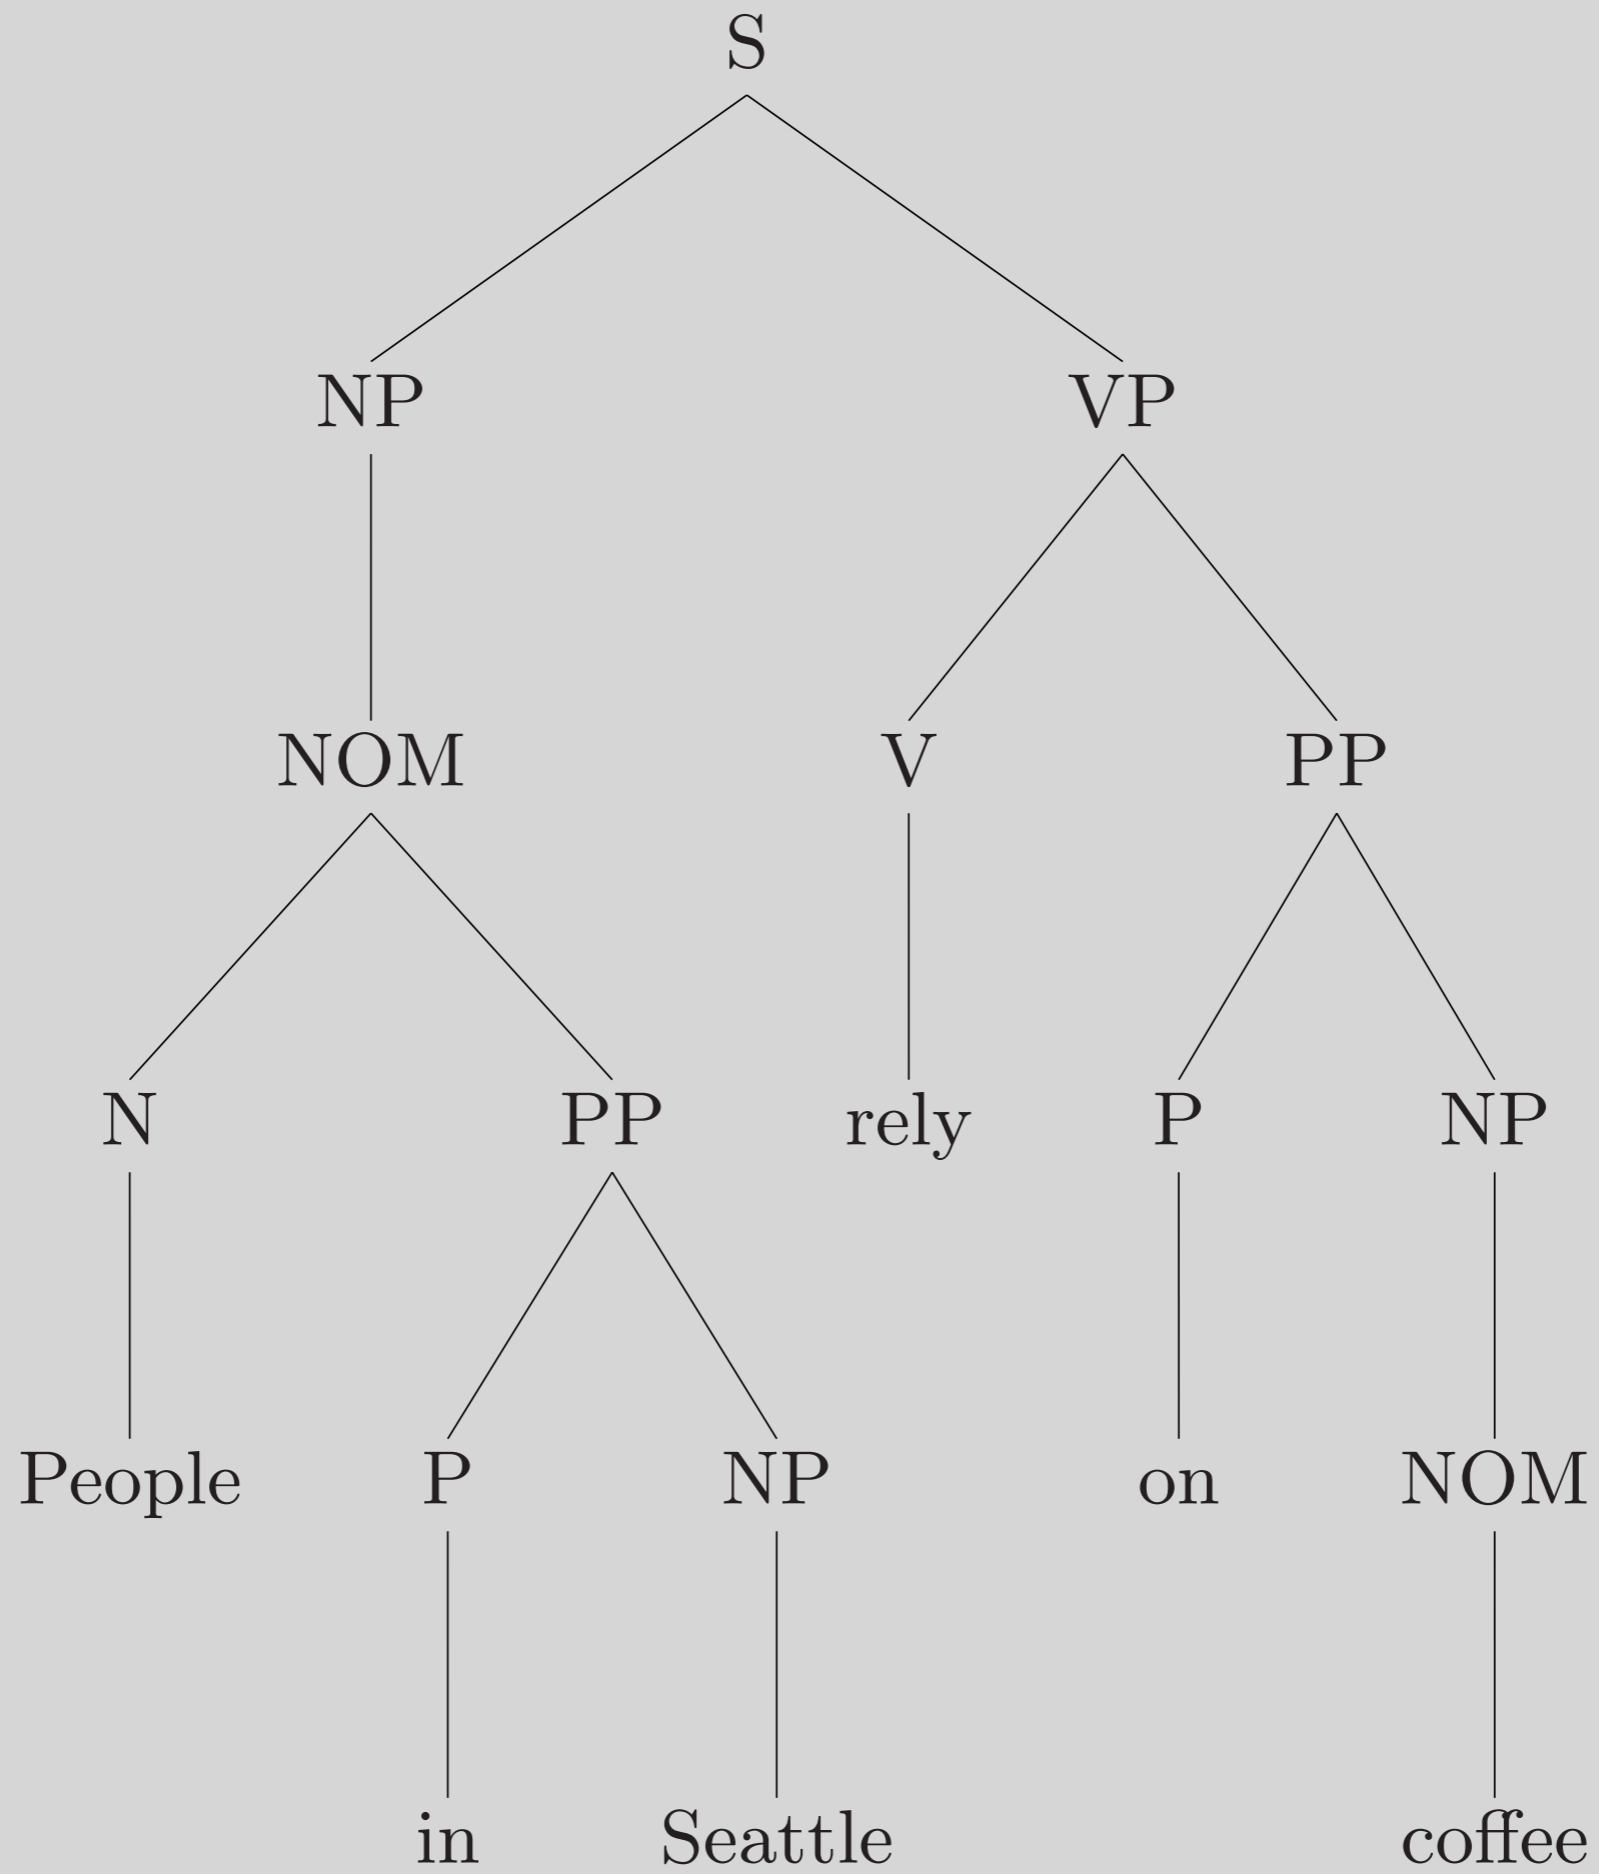 S
NP VP
NOM V PP
N PP rely P NP
People P NP on NOM
in Seattle coffee